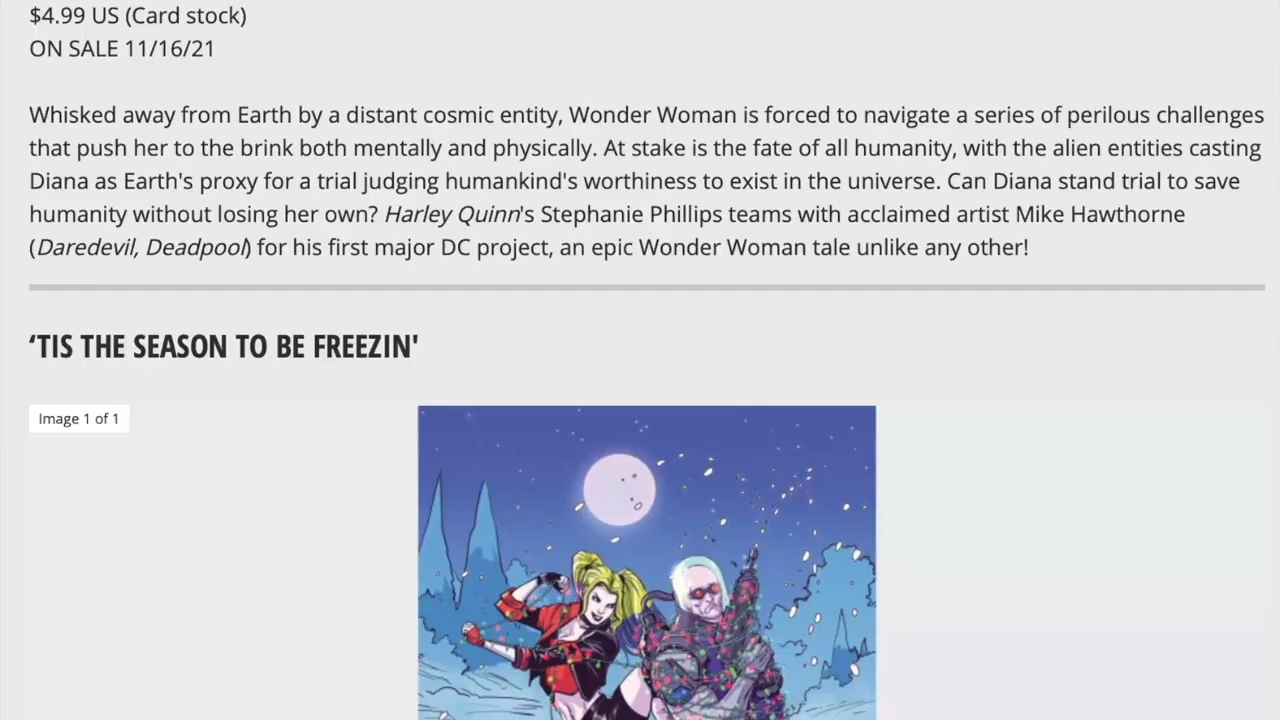 $4.99 US (Card stock)
ON SALE 11/16/21
Whisked away from Earth by a distant cosmic entity, Wonder Woman is forced to navigate a series of perilous challenges
that push her to the brink both mentally and physically. At stake is the fate of all humanity, with the alien entities casting
Diana as Earth's proxy for a trial judging humankind's worthiness to exist in the universe. Can Diana stand trial to save
humanity without losing her own? Harley Quinn's Stephanie Phillips teams with acclaimed artist Mike Hawthorne
(Daredevil, Deadpool) for his first major DC project, an epic Wonder Woman tale unlike any other!
‘TIS THE SEASON TO BE FREEZIN'
Image 1 of 1